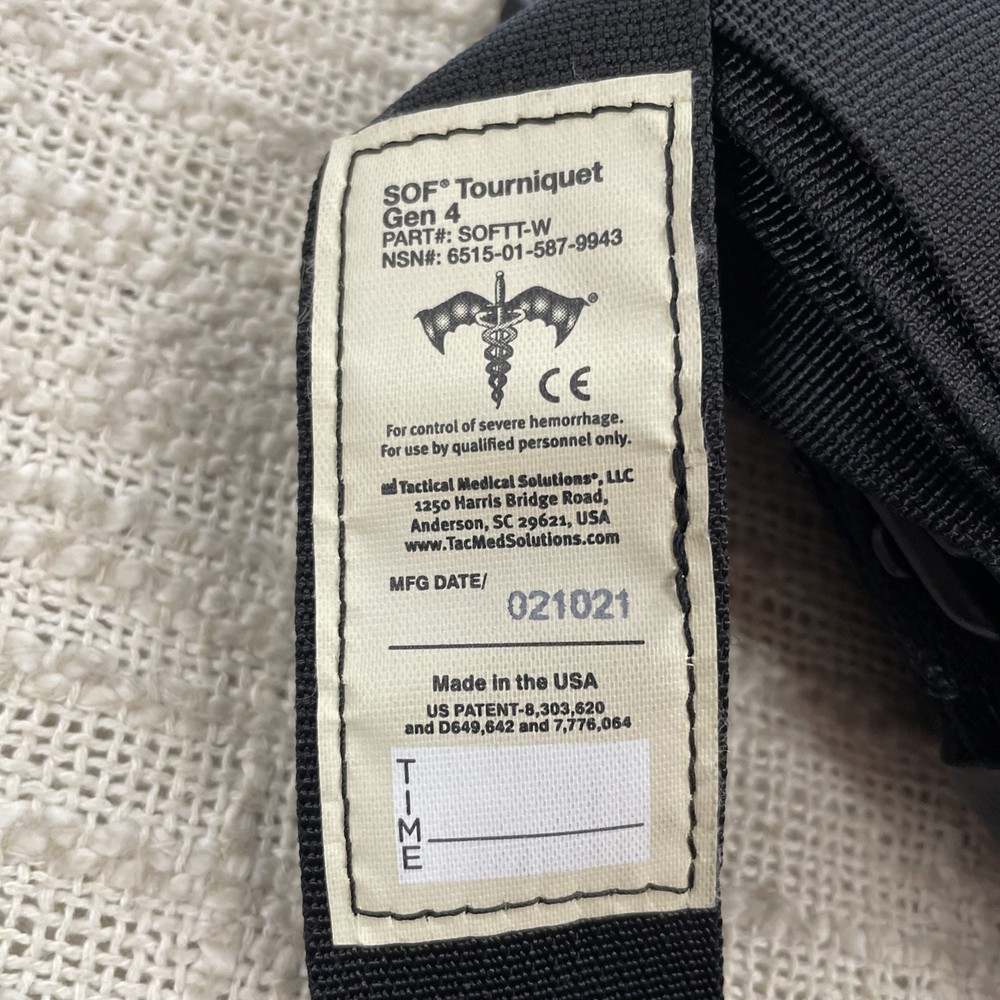 SOF® Tourniquet
Gen 4
PART#: SOFTT-W
NSN#: 6515-01-587-9943
®
CE
For control of severe hemorrhage.
For use by qualified personnel only.
Tactical Medical Solutions®, LLC
1250 Harris Bridge Road,
Anderson, SC 29621, USA
www.TacMedSolutions.com
MFG DATE/
021021
Made in the USA
US PATENT-8,303,620
and D649,642 and 7,776,064
TIME